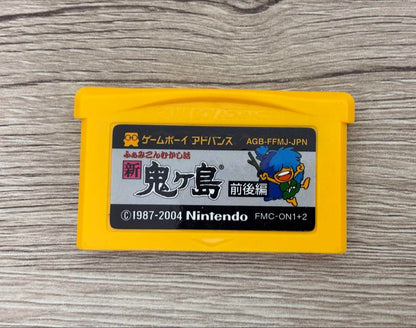 ゲームボーイ アドバンス AGB-FFMJ-JPN
ふぁみこんむかし話
新 鬼ヶ島 前後編
©1987-2004 Nintendo FMC-ON1+2